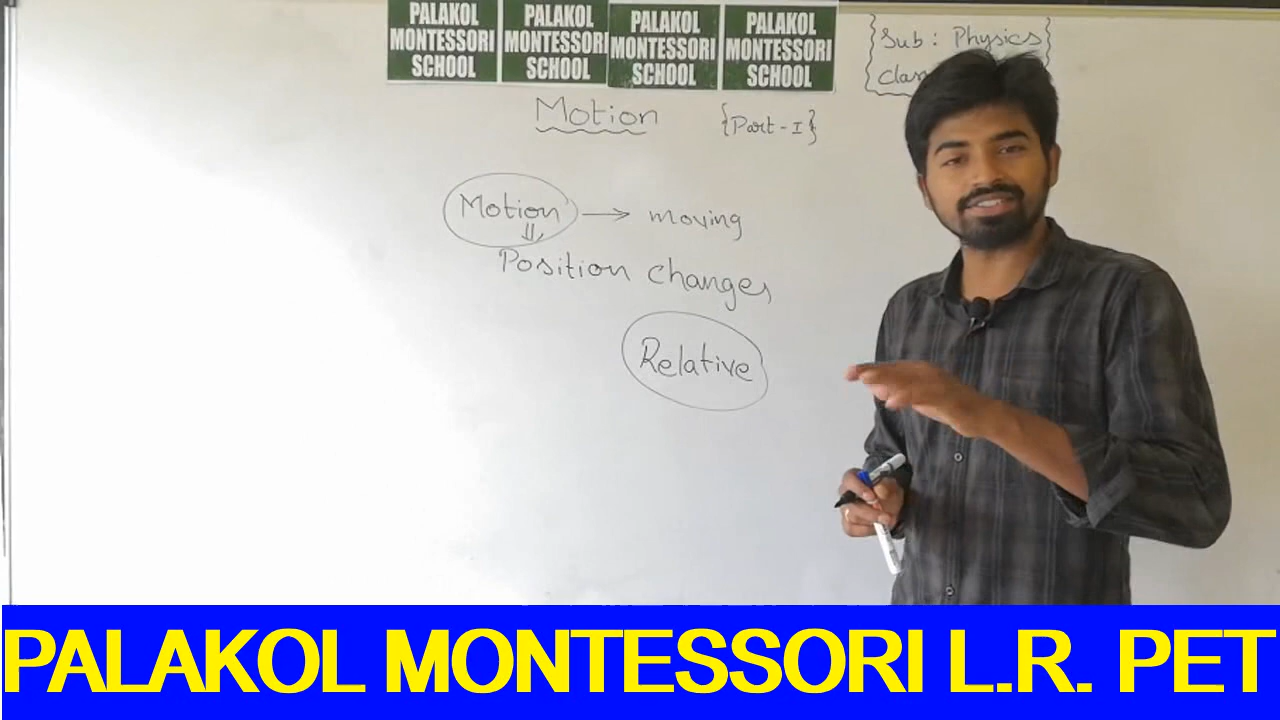 PALAKOL MONTESSORI SCHOOL
PALAKOL MONTESSORI SCHOOL
PALAKOL MONTESSORI SCHOOL
PALAKOL MONTESSORI SCHOOL
Sub : Physics
Motion {Part - I}
Motion → moving
⇓
Position changes
Relative
PALAKOL MONTESSORI L.R. PET